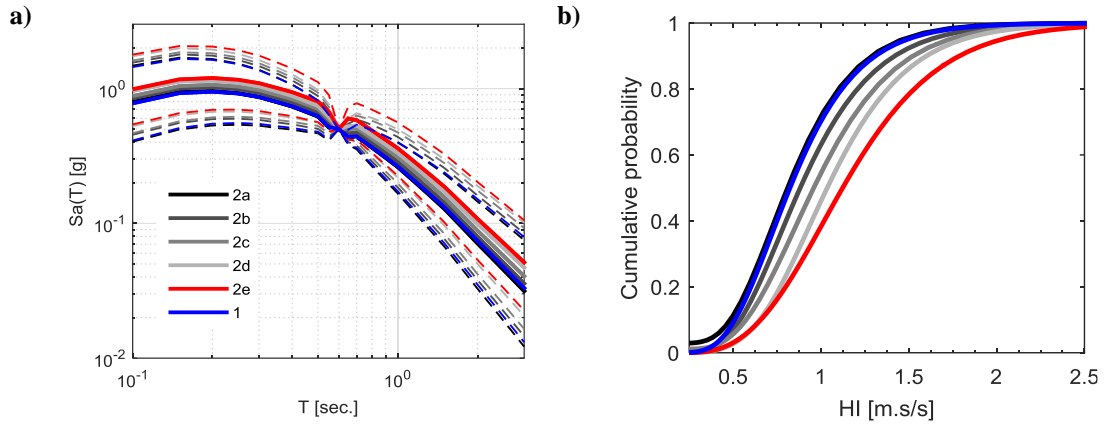 a)
Sa(T) [g]
10^0
10^-1
10^-2
2a
2b
2c
2d
2e
1
10^-1
10^0
T [sec.]
b)
Cumulative probability
1
0.8
0.6
0.4
0.2
0
0.5
1
1.5
2
2.5
HI [m.s/s]